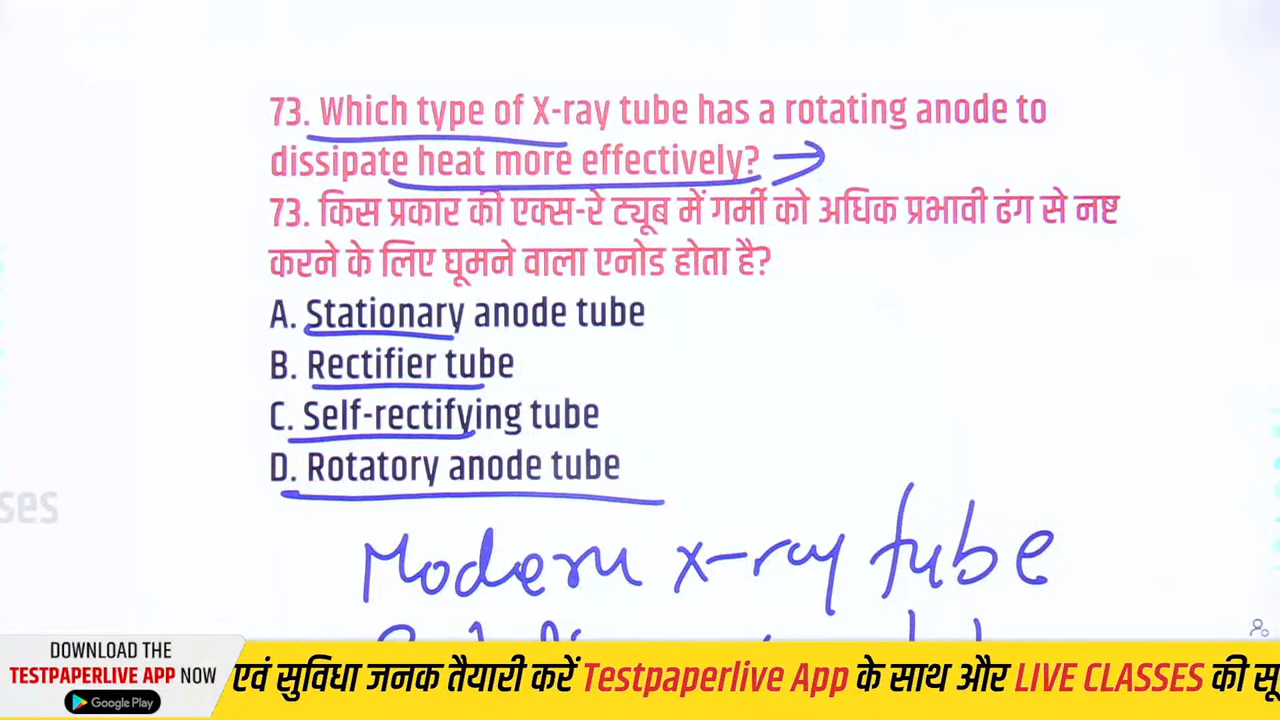 73. Which type of X-ray tube has a rotating anode to
dissipate heat more effectively?
73. किस प्रकार की एक्स-रे ट्यूब में गर्मी को अधिक प्रभावी ढंग से नष्ट
करने के लिए घूमने वाला एनोड होता है?
A. Stationary anode tube
B. Rectifier tube
C. Self-rectifying tube
D. Rotatory anode tube
ses
Modern x-ray tube
DOWNLOAD THE
TESTPAPERLIVE APP NOW
Google Play
एवं सुविधा जनक तैयारी करें Testpaperlive App के साथ और LIVE CLASSES की सू